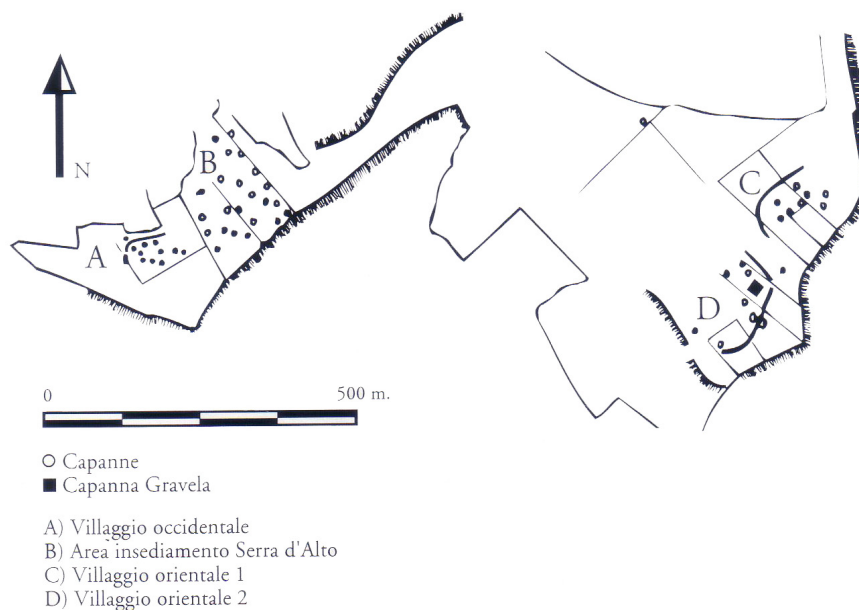 B
N
A
C
D
0 500 m.
Capanne
Capanna Gravela
A) Villaggio occidentale
B) Area insediamento Serra d'Alto
C) Villaggio orientale 1
D) Villaggio orientale 2